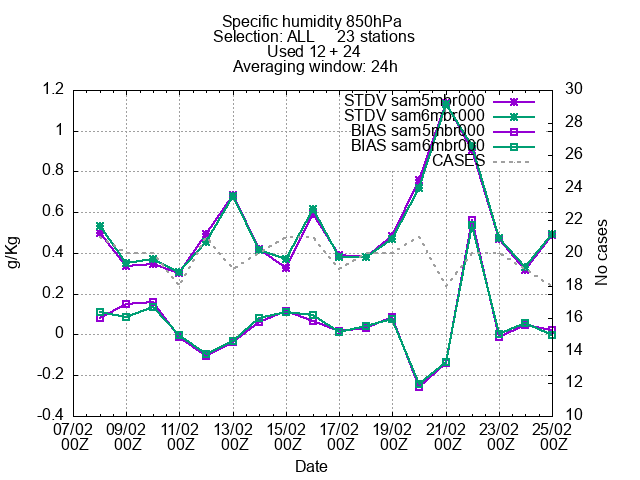 Specific humidity 850hPa
Selection: ALL 23 stations
Used 12 + 24
Averaging window: 24h
1.2
1
0.8
0.6
0.4
0.2
0
-0.2
-0.4
g/Kg
STDV sam5mbr000
STDV sam6mbr000
BIAS sam5mbr000
BIAS sam6mbr000
CASES
30
28
26
24
22
20
18
16
14
12
10
No cases
07/02 09/02 11/02 13/02 15/02 17/02 19/02 21/02 23/02 25/02
00Z 00Z 00Z 00Z 00Z 00Z 00Z 00Z 00Z 00Z
Date